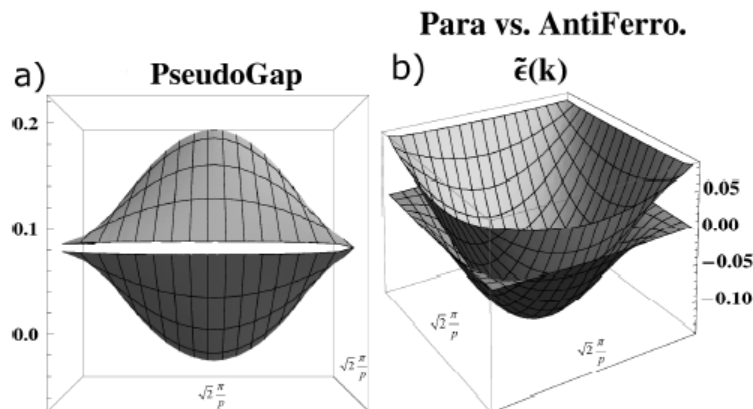 Para vs. AntiFerro.
a) PseudoGap
b) ε̃(k)
0.2
0.1
0.0
√2 π/p
√2 π/p
0.05
0.00
−0.05
−0.10
√2 π/p
√2 π/p